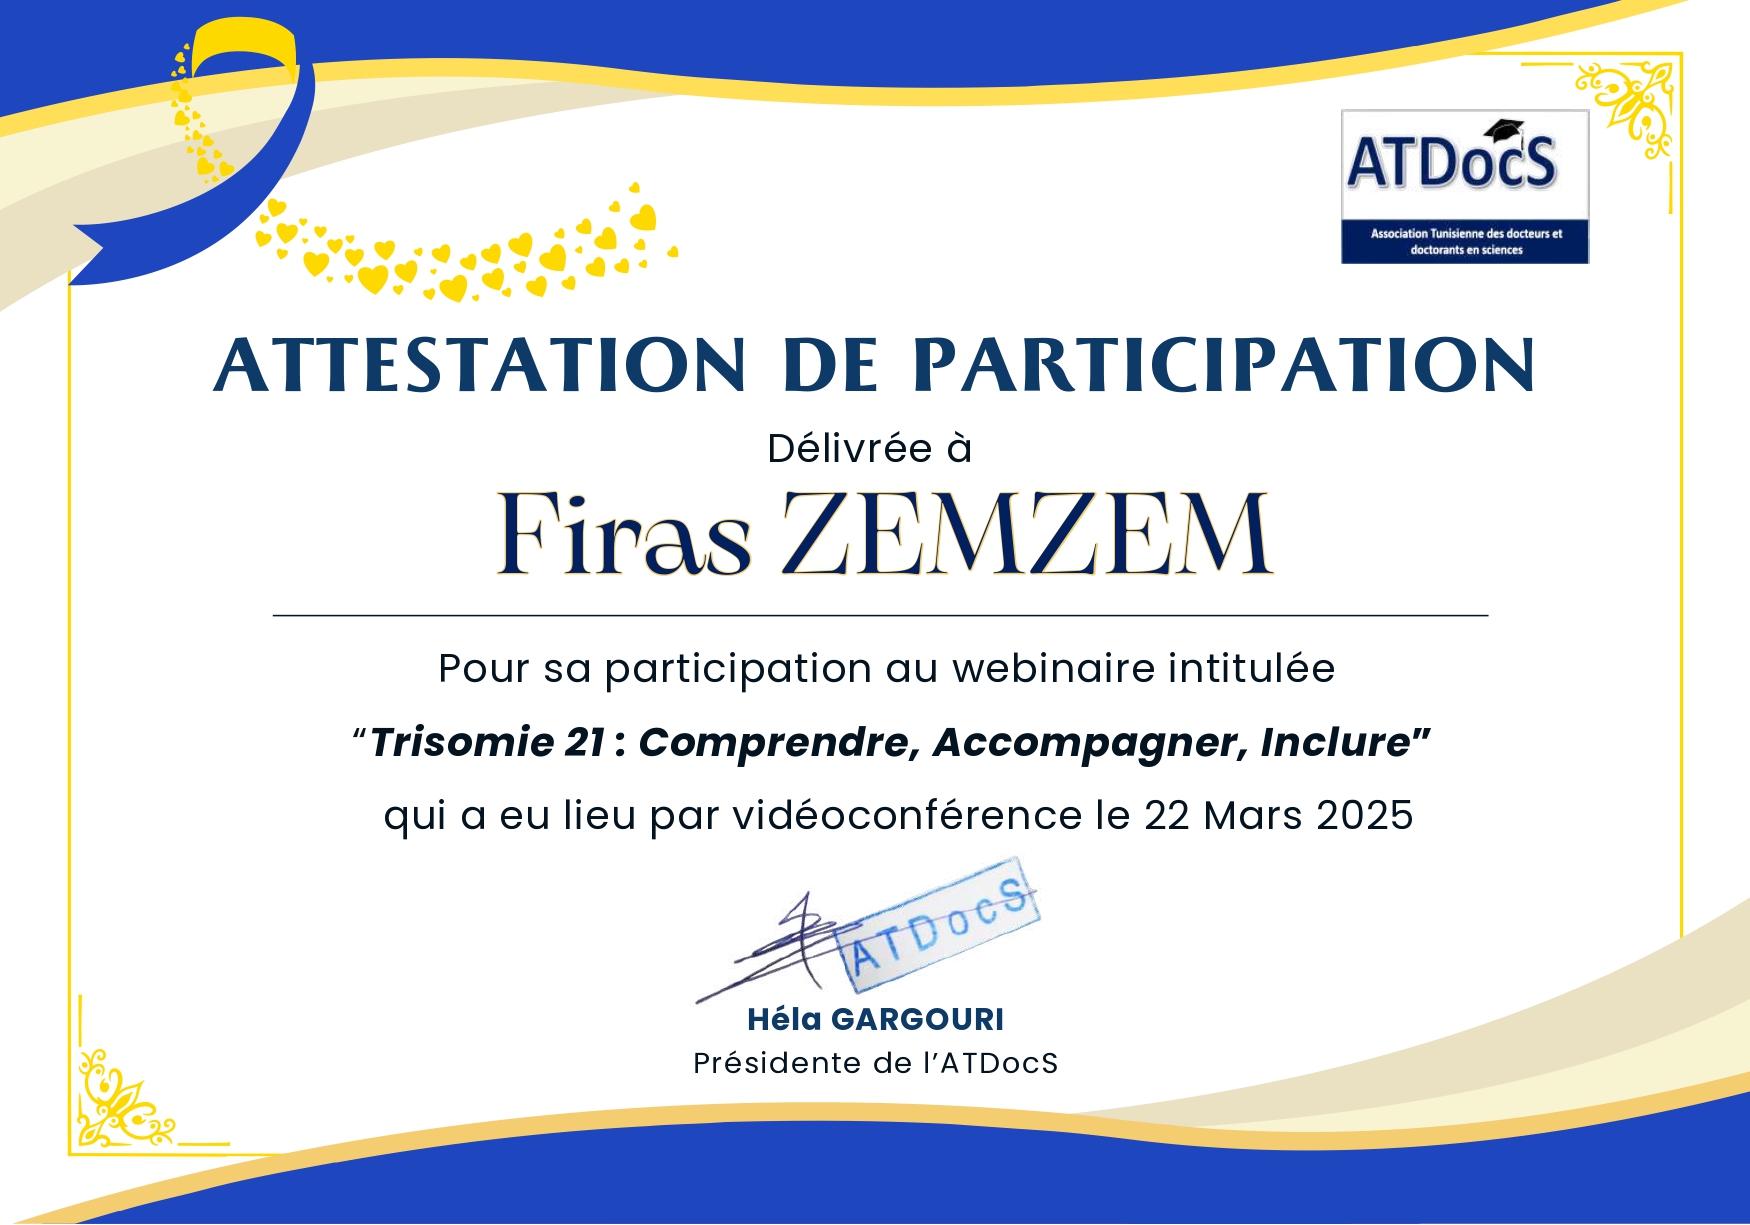 ATDocS
Association Tunisienne des docteurs et
doctorants en sciences
ATTESTATION DE PARTICIPATION
Délivrée à
Firas ZEMZEM
Pour sa participation au webinaire intitulée
“Trisomie 21 : Comprendre, Accompagner, Inclure”
qui a eu lieu par vidéoconférence le 22 Mars 2025
ATDocS
Héla GARGOURI
Présidente de l’ATDocS